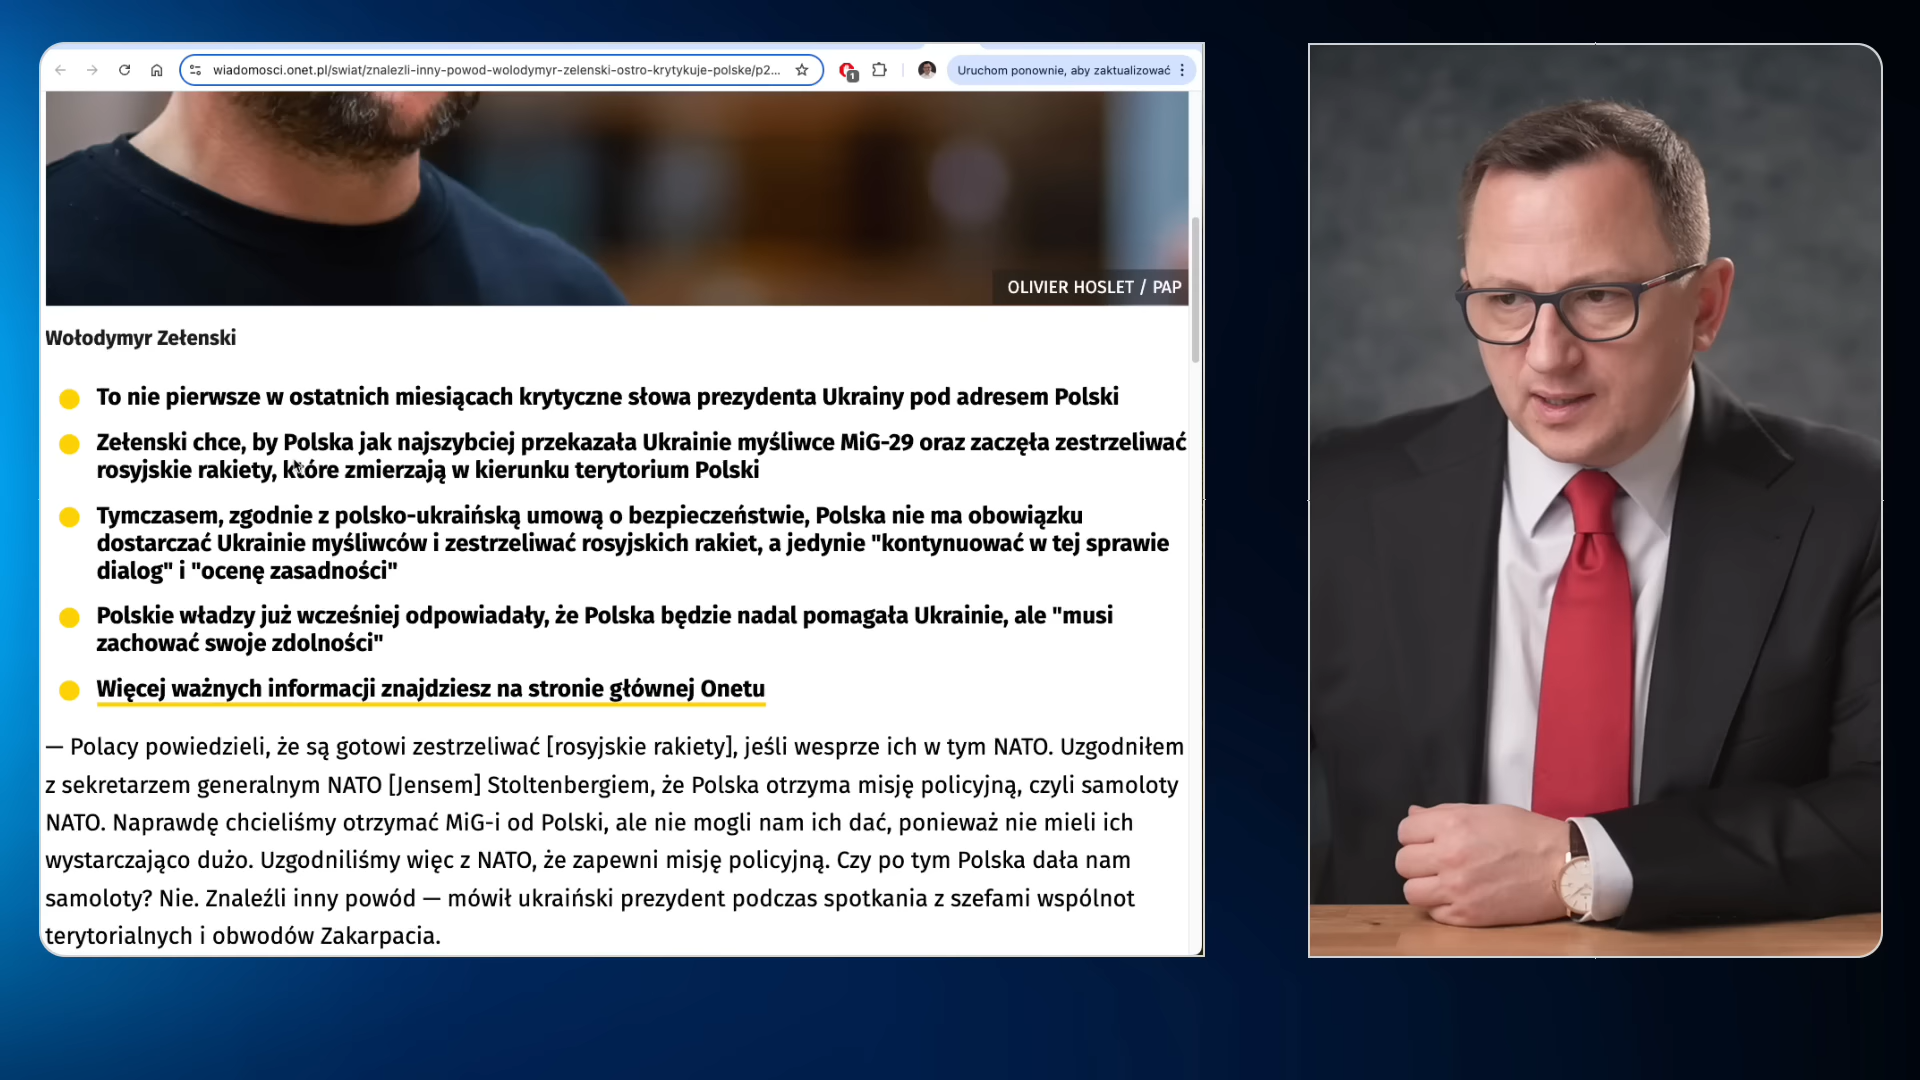 wiadomosci.onet.pl/swiat/znalezli-inny-powod-wolodymyr-zelenski-ostro-krytykuje-polske/p2...
1
Uruchom ponownie, aby zaktualizować
OLIVIER HOSLET / PAP
Wołodymyr Zełenski
To nie pierwsze w ostatnich miesiącach krytyczne słowa prezydenta Ukrainy pod adresem Polski
Zełenski chce, by Polska jak najszybciej przekazała Ukrainie myśliwce MiG-29 oraz zaczęła zestrzeliwać
rosyjskie rakiety, które zmierzają w kierunku terytorium Polski
Tymczasem, zgodnie z polsko-ukraińską umową o bezpieczeństwie, Polska nie ma obowiązku
dostarczać Ukrainie myśliwców i zestrzeliwać rosyjskich rakiet, a jedynie "kontynuować w tej sprawie
dialog" i "ocenę zasadności"
Polskie władzy już wcześniej odpowiadały, że Polska będzie nadal pomagała Ukrainie, ale "musi
zachować swoje zdolności"
Więcej ważnych informacji znajdziesz na stronie głównej Onetu
— Polacy powiedzieli, że są gotowi zestrzeliwać [rosyjskie rakiety], jeśli wesprze ich w tym NATO. Uzgodniłem
z sekretarzem generalnym NATO [Jensem] Stoltenbergiem, że Polska otrzyma misję policyjną, czyli samoloty
NATO. Naprawdę chcieliśmy otrzymać MiG-i od Polski, ale nie mogli nam ich dać, ponieważ nie mieli ich
wystarczająco dużo. Uzgodniliśmy więc z NATO, że zapewni misję policyjną. Czy po tym Polska dała nam
samoloty? Nie. Znaleźli inny powód — mówił ukraiński prezydent podczas spotkania z szefami wspólnot
terytorialnych i obwodów Zakarpacia.